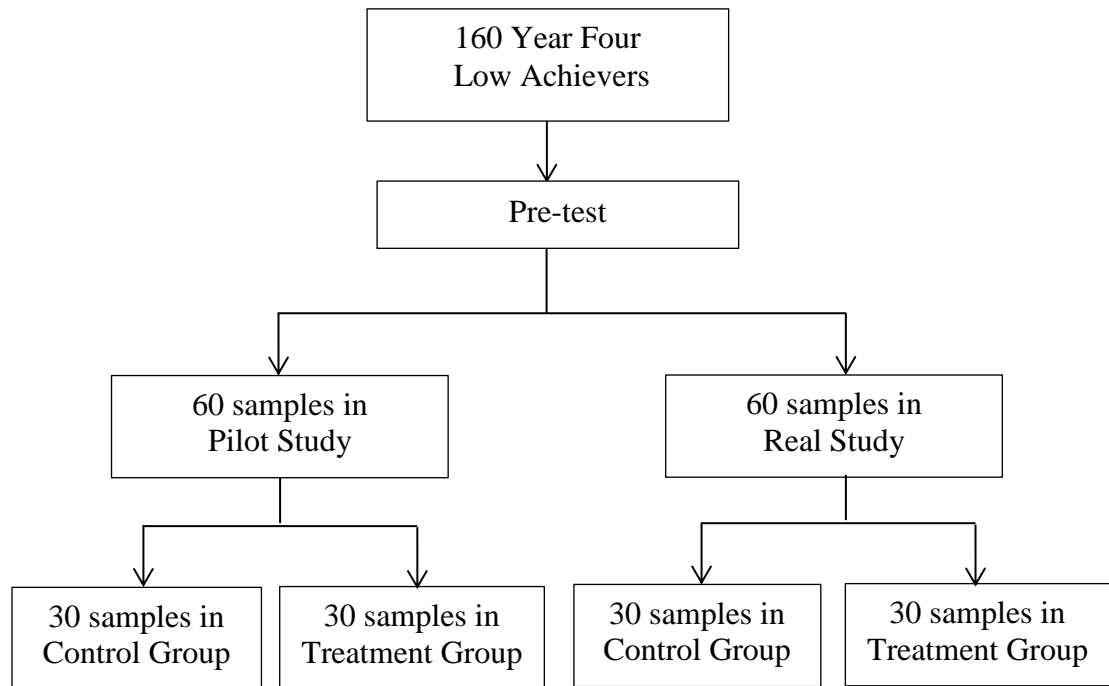 160 Year Four
Low Achievers
Pre-test
60 samples in
Pilot Study
60 samples in
Real Study
30 samples in
Control Group
30 samples in
Treatment Group
30 samples in
Control Group
30 samples in
Treatment Group